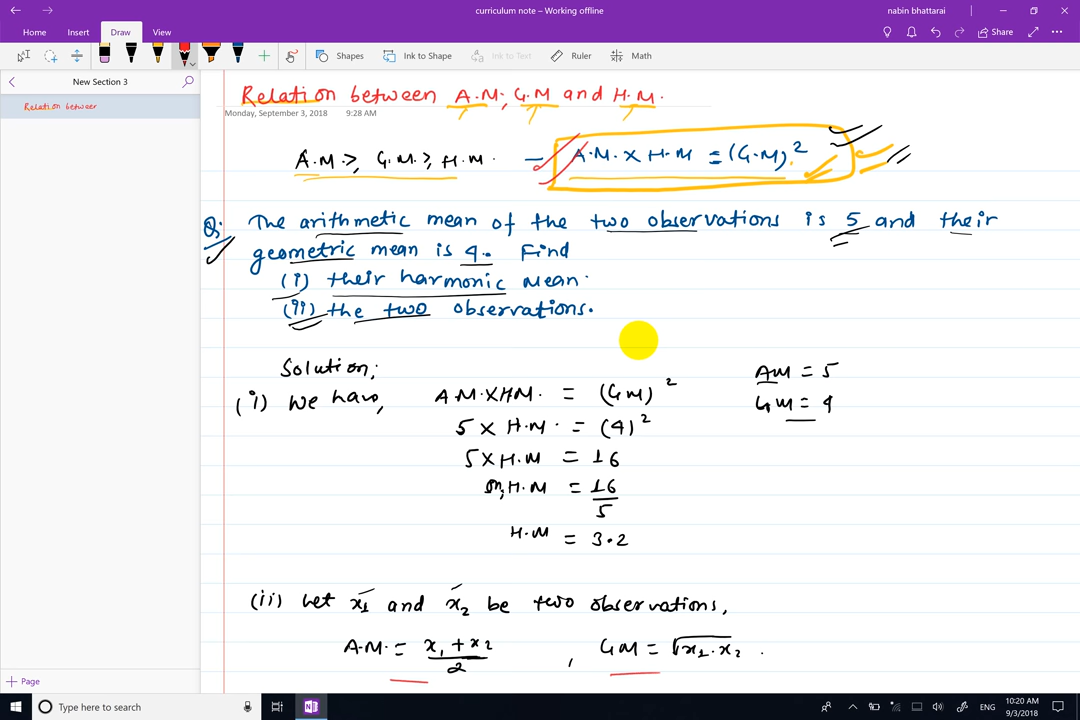 curriculum note – Working offline
nabin bhattarai
Home Insert Draw View
Share
Shapes Ink to Shape Ink to Text Ruler Math
New Section 3
Relation between
Relation between A.M, G.M and H.M.
Monday, September 3, 2018 9:28 AM
A.M ≥ G.M ≥ H.M. – A.M. × H.M = (G.M)²
Q. The arithmetic mean of the two observations is 5 and their
geometric mean is 4. Find
(i) their harmonic mean.
(ii) the two observations.
Solution;
(i) We have, A.M.×HM. = (GM)² AM = 5
5 × H.M. = (4)² GM = 4
5 × H.M = 16
or, H.M = 16/5
H.M = 3.2
(ii) Let x₁ and x₂ be two observations,
A.M. = x₁ + x₂ / 2 , GM = √x₁.x₂ .
+ Page
Type here to search
ENG
10:20 AM
9/3/2018